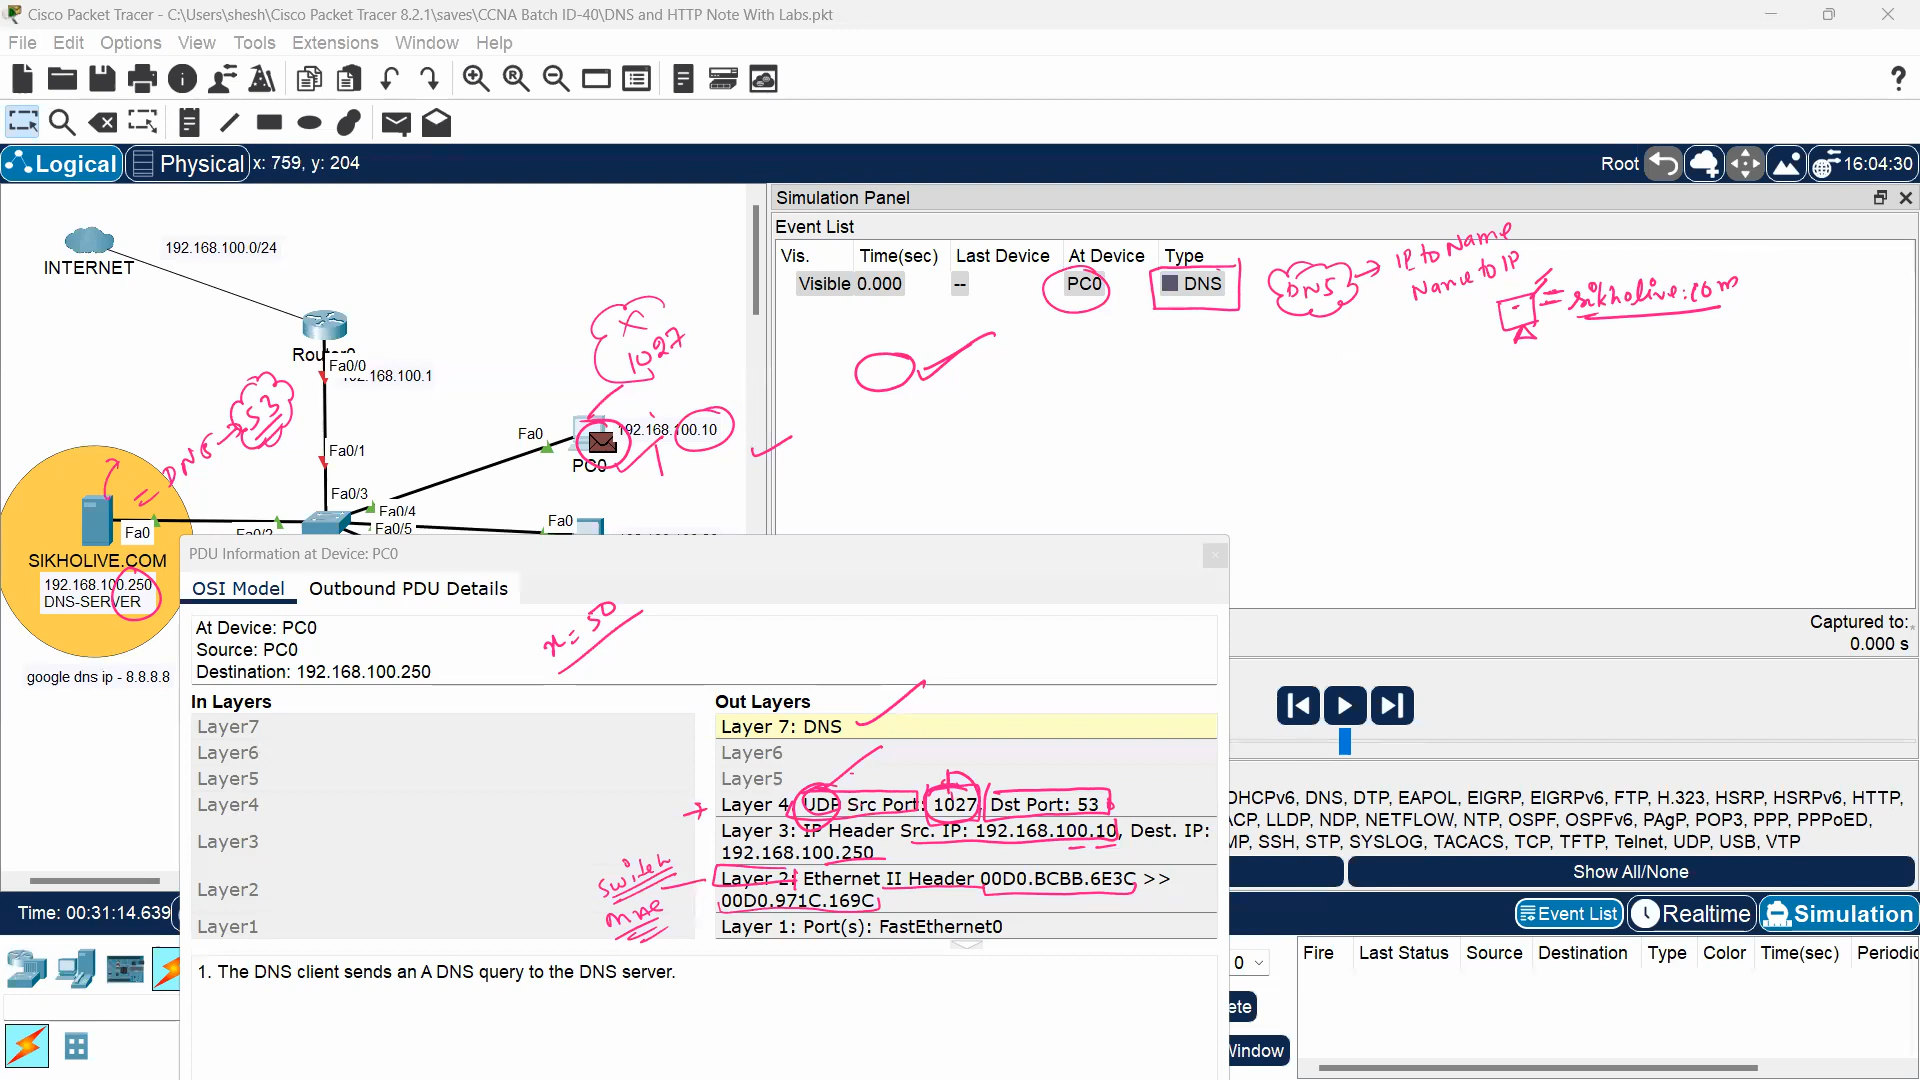 Cisco Packet Tracer - C:\Users\shesh\Cisco Packet Tracer 8.2.1\saves\CCNA Batch ID-40\DNS and HTTP Note With Labs.pkt
File Edit Options View Tools Extensions Window Help
Logical Physical x: 759, y: 204
Root 16:04:30
Simulation Panel
Event List
Vis. Time(sec) Last Device At Device Type
Visible 0.000 -- PC0 DNS
DNS
IP to Name
Name to IP
sikholive.com
INTERNET
192.168.100.0/24
Router0
Fa0/0
192.168.100.1
X
1027
DNS
53
Fa0
192.168.100.10
PC0
Fa0/1
Fa0/3
Fa0/4
Fa0/5
Fa0/2
Fa0
Fa0
SIKHOLIVE.COM
192.168.100.250
DNS-SERVER
google dns ip - 8.8.8.8
PDU Information at Device: PC0
OSI Model Outbound PDU Details
At Device: PC0
Source: PC0
Destination: 192.168.100.250
x = 50
In Layers
Layer7
Layer6
Layer5
Layer4
Layer3
Layer2
Layer1
Out Layers
Layer 7: DNS
Layer6
Layer5
Layer 4: UDP Src Port: 1027, Dst Port: 53
Layer 3: IP Header Src. IP: 192.168.100.10, Dest. IP:
192.168.100.250
Layer 2: Ethernet II Header 00D0.BCBB.6E3C >>
00D0.971C.169C
Layer 1: Port(s): FastEthernet0
Switch
MAC
1. The DNS client sends an A DNS query to the DNS server.
Captured to:
0.000 s
DHCPv6, DNS, DTP, EAPOL, EIGRP, EIGRPv6, FTP, H.323, HSRP, HSRPv6, HTTP,
LLDP, NDP, NETFLOW, NTP, OSPF, OSPFv6, PAgP, POP3, PPP, PPPoED,
SSH, STP, SYSLOG, TACACS, TCP, TFTP, Telnet, UDP, USB, VTP
Show All/None
Time: 00:31:14.639
Event List Realtime Simulation
0
Fire Last Status Source Destination Type Color Time(sec) Periodic
Window